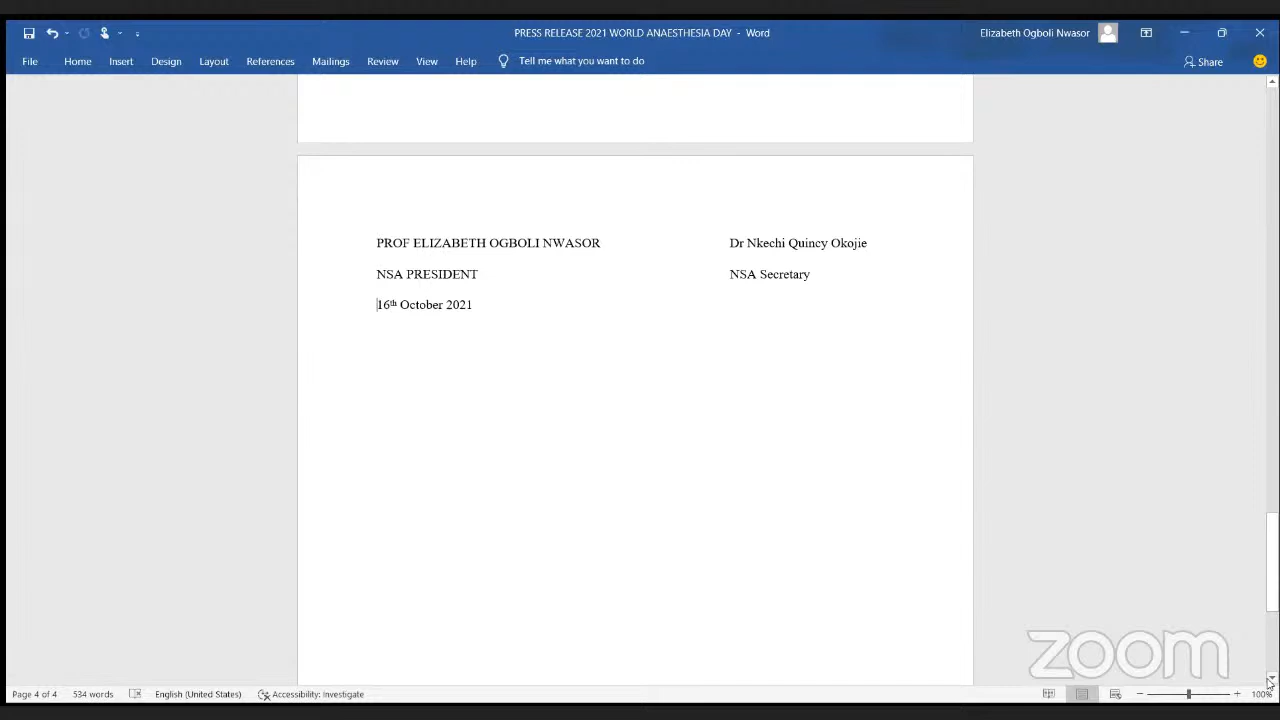 PRESS RELEASE 2021 WORLD ANAESTHESIA DAY - Word
Elizabeth Ogboli Nwasor
File Home Insert Design Layout References Mailings Review View Help Tell me what you want to do
Share
PROF ELIZABETH OGBOLI NWASOR Dr Nkechi Quincy Okojie
NSA PRESIDENT NSA Secretary
16th October 2021
zoom
Page 4 of 4 534 words English (United States) Accessibility: Investigate
100%